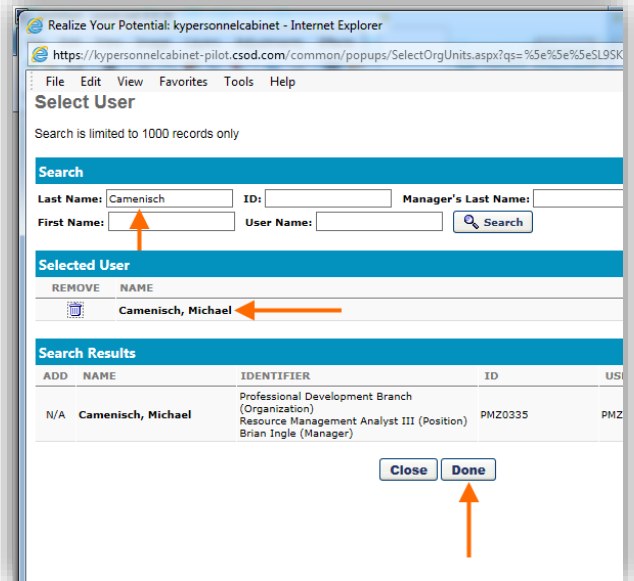 Realize Your Potential: kypersonnelcabinet - Internet Explorer
https://kypersonnelcabinet-pilot.csod.com/common/popups/SelectOrgUnits.aspx?qs=%5e%5e%5eSL9SK
File Edit View Favorites Tools Help
Select User
Search is limited to 1000 records only
Search
Last Name: Camenisch ID: Manager's Last Name:
First Name: User Name: Search
Selected User
REMOVE NAME
Camenisch, Michael
Search Results
ADD NAME IDENTIFIER ID
Professional Development Branch
(Organization)
N/A Camenisch, Michael Resource Management Analyst III (Position) PMZ0335 PMZ
Brian Ingle (Manager)
Close Done